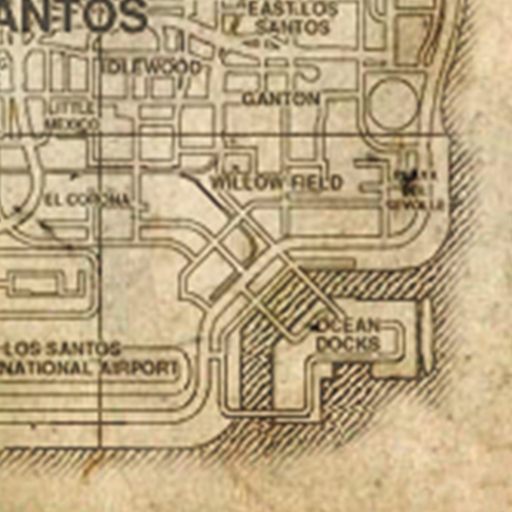 ANTOS
EAST LOS
SANTOS
IDLEWOOD
GANTON
LITTLE
MEXICO
WILLOW FIELD
PLAYA
DEL
SEVILLE
EL CORONA
OCEAN
DOCKS
LOS SANTOS
NATIONAL AIRPORT